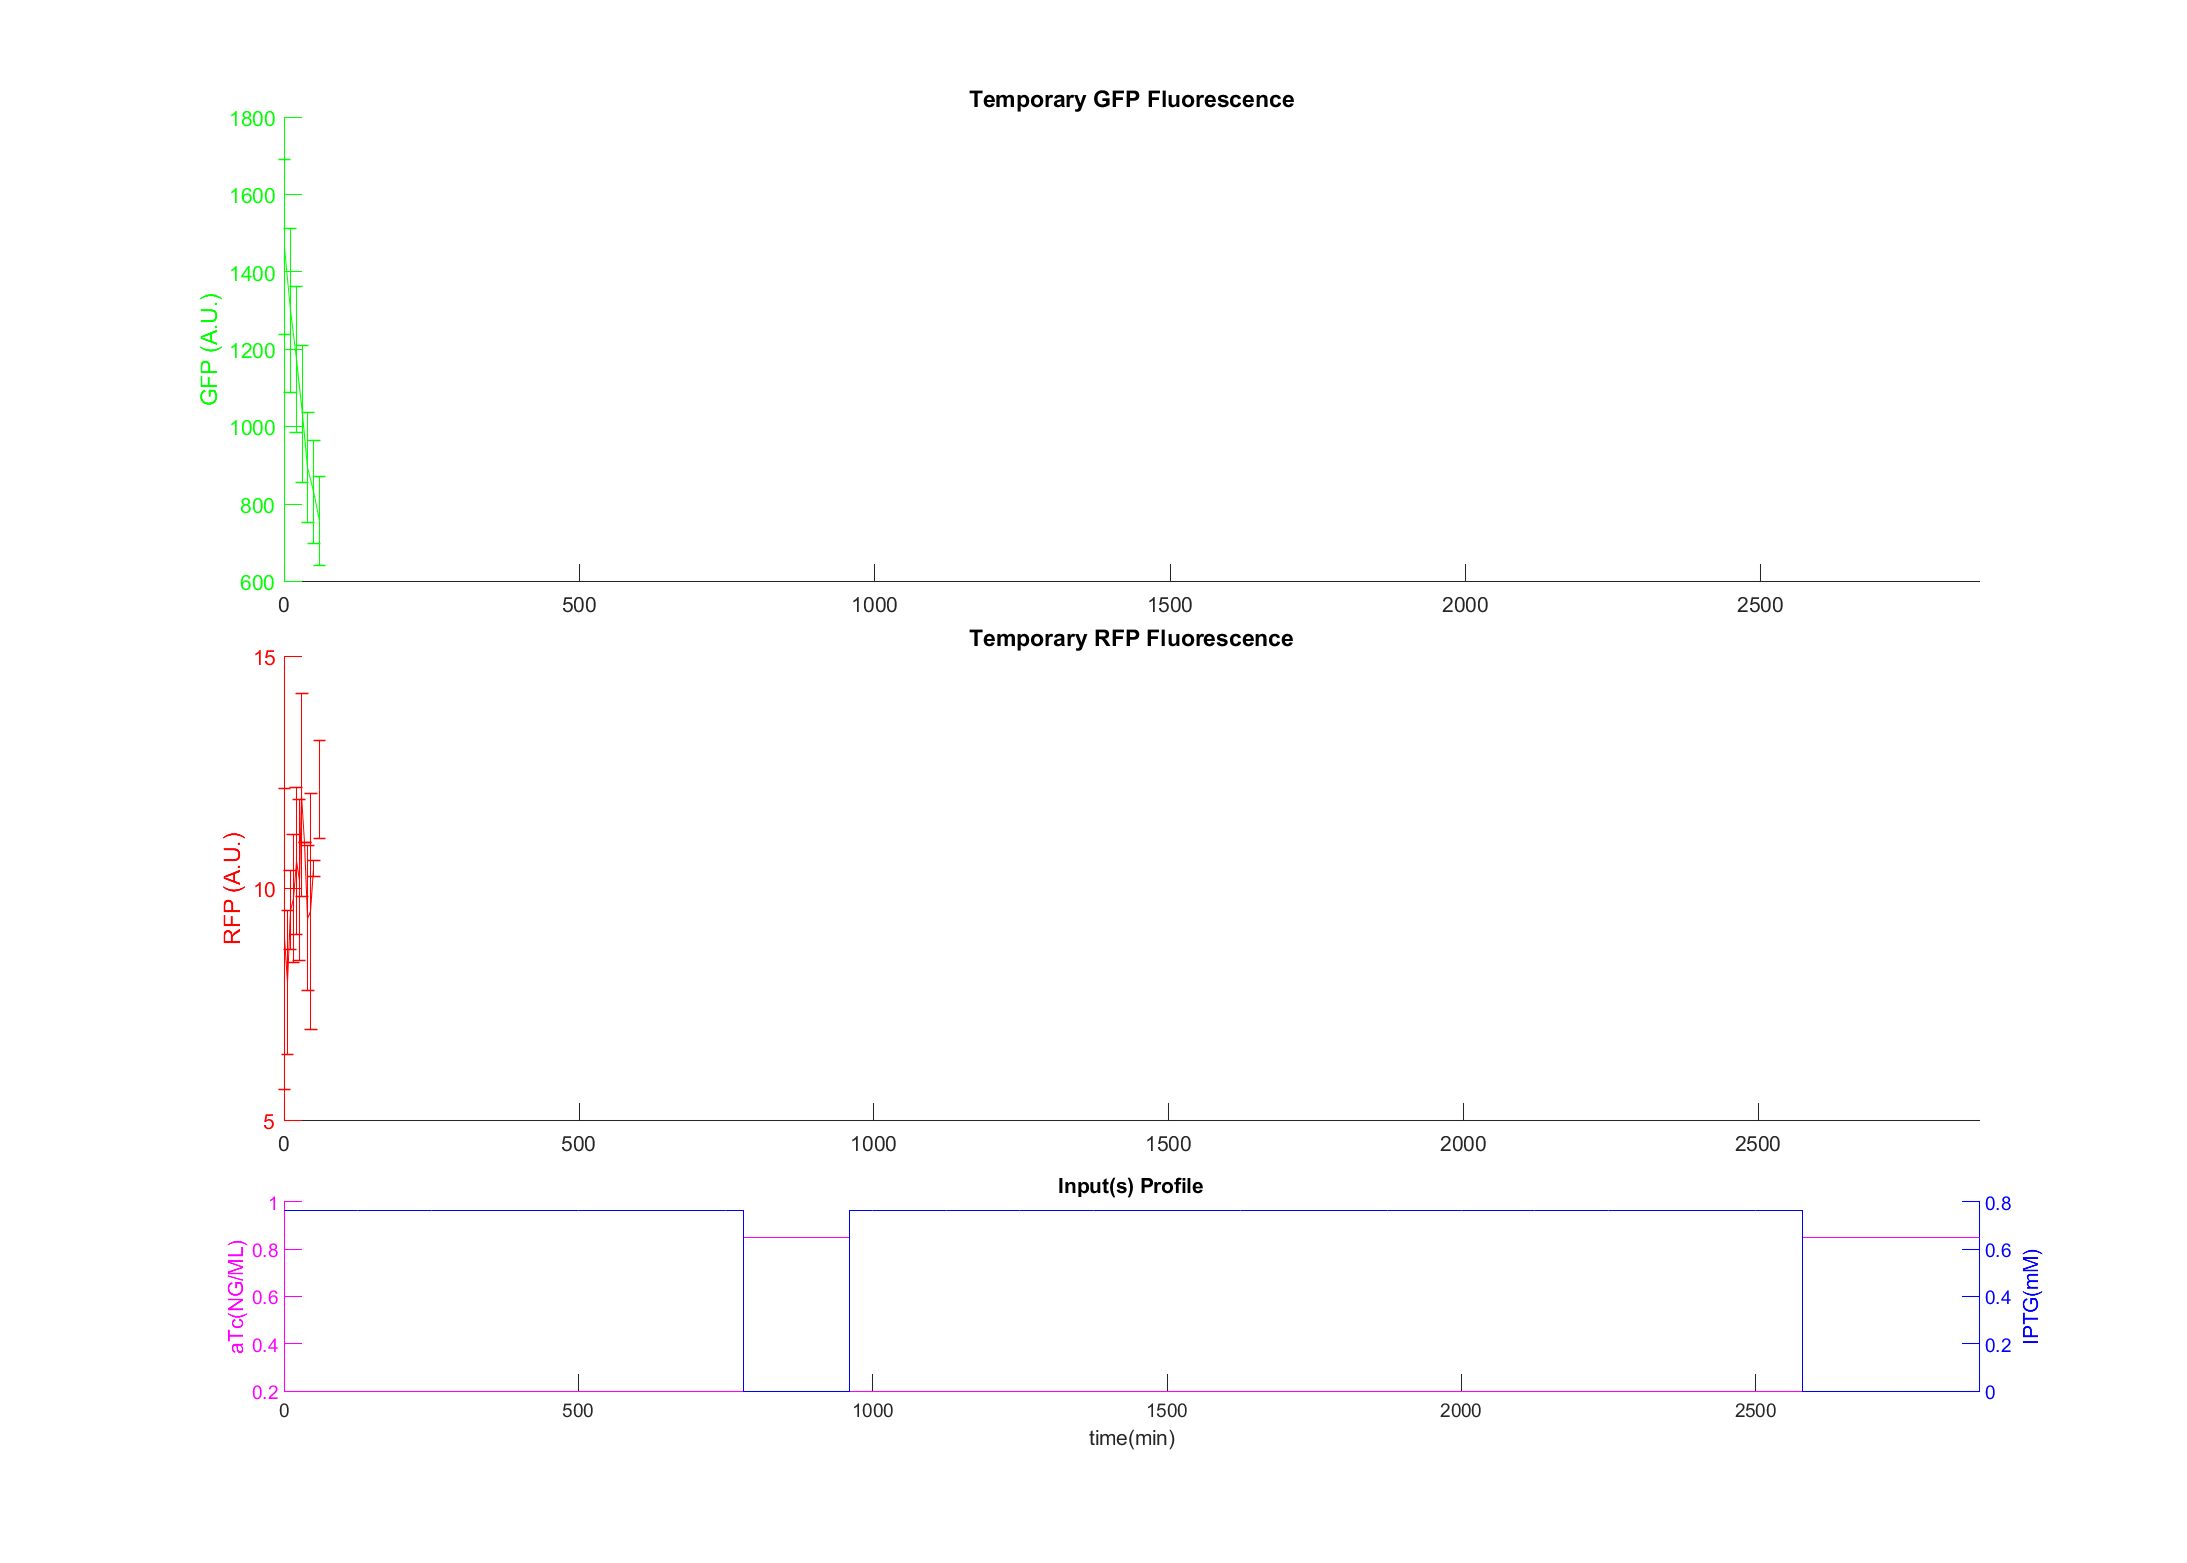 Temporary GFP Fluorescence
1800
1600
1400
1200
1000
800
600
GFP (A.U.)
0 500 1000 1500 2000 2500
Temporary RFP Fluorescence
15
10
5
RFP (A.U.)
0 500 1000 1500 2000 2500
Input(s) Profile
1
0.8
0.6
0.4
0.2
aTc(NG/ML)
0.8
0.6
0.4
0.2
0
IPTG(mM)
0 500 1000 1500 2000 2500
time(min)